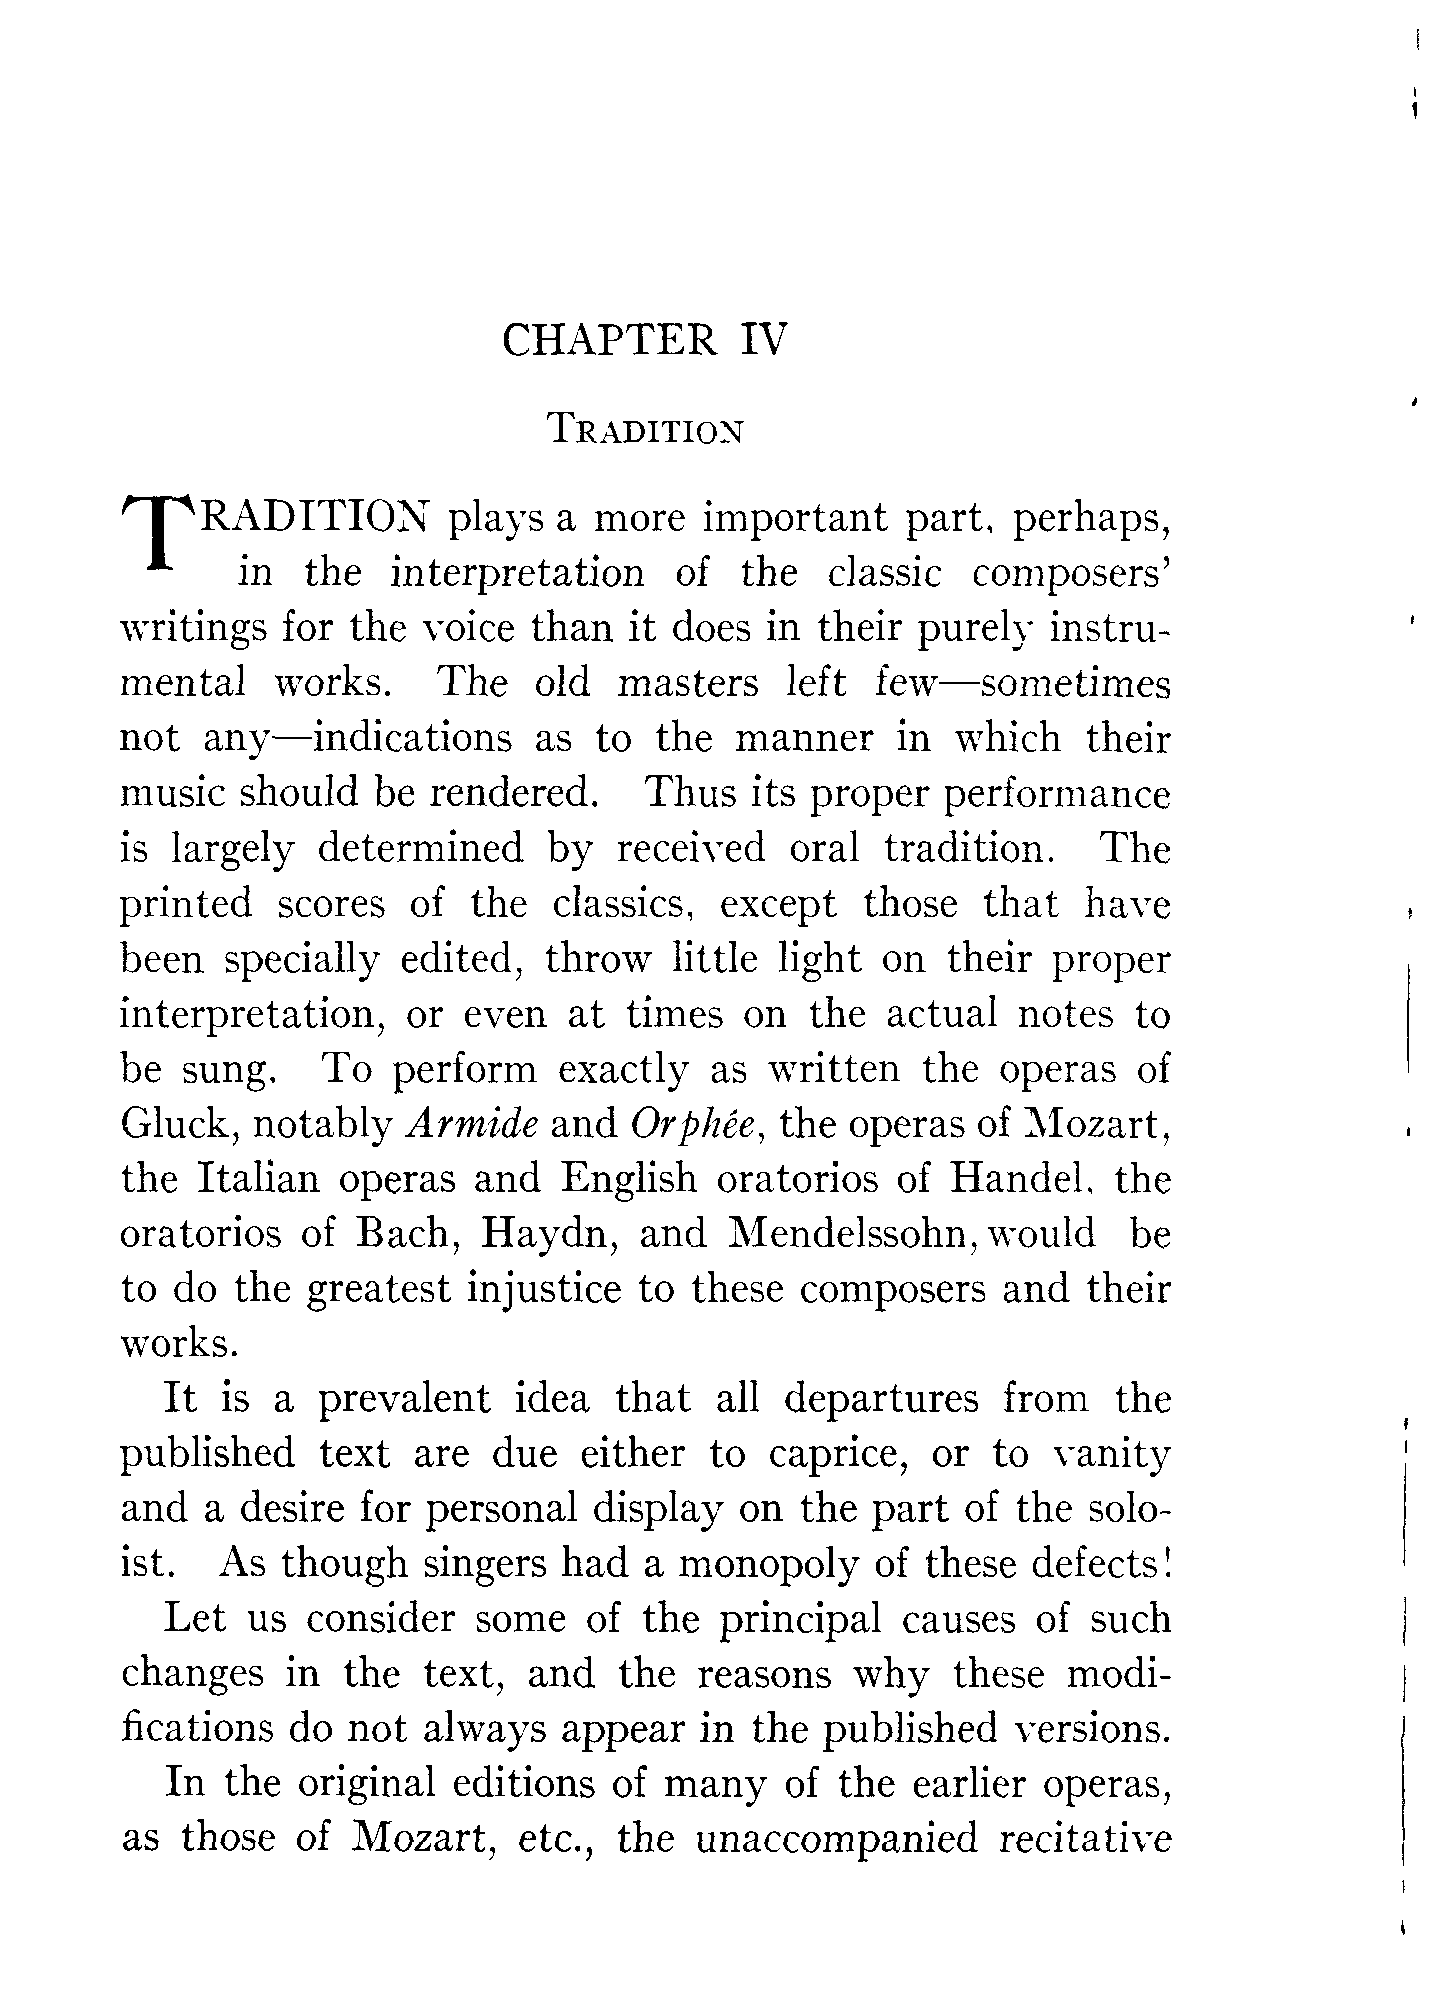 CHAPTER IV
TRADITION
TRADITION plays a more important part, perhaps,
in the interpretation of the classic composers'
writings for the voice than it does in their purely instru-
mental works. The old masters left few—sometimes
not any—indications as to the manner in which their
music should be rendered. Thus its proper performance
is largely determined by received oral tradition. The
printed scores of the classics, except those that have
been specially edited, throw little light on their proper
interpretation, or even at times on the actual notes to
be sung. To perform exactly as written the operas of
Gluck, notably Armide and Orphée, the operas of Mozart,
the Italian operas and English oratorios of Handel, the
oratorios of Bach, Haydn, and Mendelssohn, would be
to do the greatest injustice to these composers and their
works.
It is a prevalent idea that all departures from the
published text are due either to caprice, or to vanity
and a desire for personal display on the part of the solo-
ist. As though singers had a monopoly of these defects!
Let us consider some of the principal causes of such
changes in the text, and the reasons why these modi-
fications do not always appear in the published versions.
In the original editions of many of the earlier operas,
as those of Mozart, etc., the unaccompanied recitative